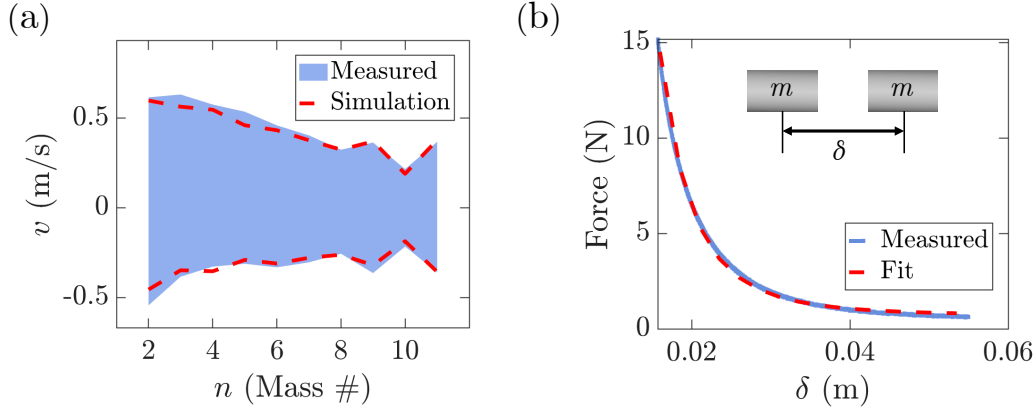 (a)
v (m/s)
0.5
0
-0.5
2 4 6 8 10
n (Mass #)
Measured
Simulation
(b)
Force (N)
15
10
5
0
0.02 0.04 0.06
δ (m)
m m
δ
Measured
Fit